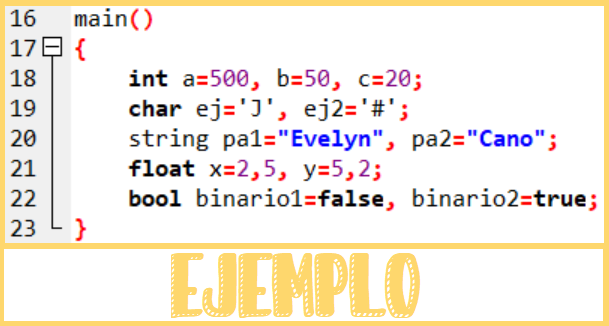 16 main()
17 {
18 int a=500, b=50, c=20;
19 char ej='J', ej2='#';
20 string pa1="Evelyn", pa2="Cano";
21 float x=2,5, y=5,2;
22 bool binario1=false, binario2=true;
23 }
EJEMPLO